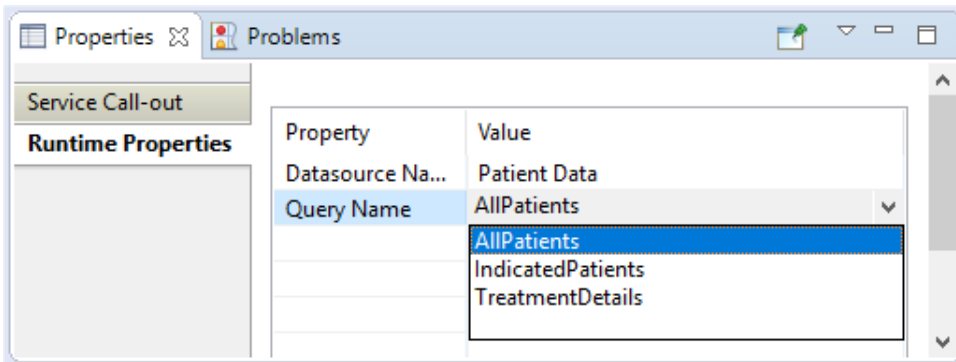 Properties Problems
Service Call-out
Runtime Properties
Property Value
Datasource Na... Patient Data
Query Name AllPatients
AllPatients
IndicatedPatients
TreatmentDetails